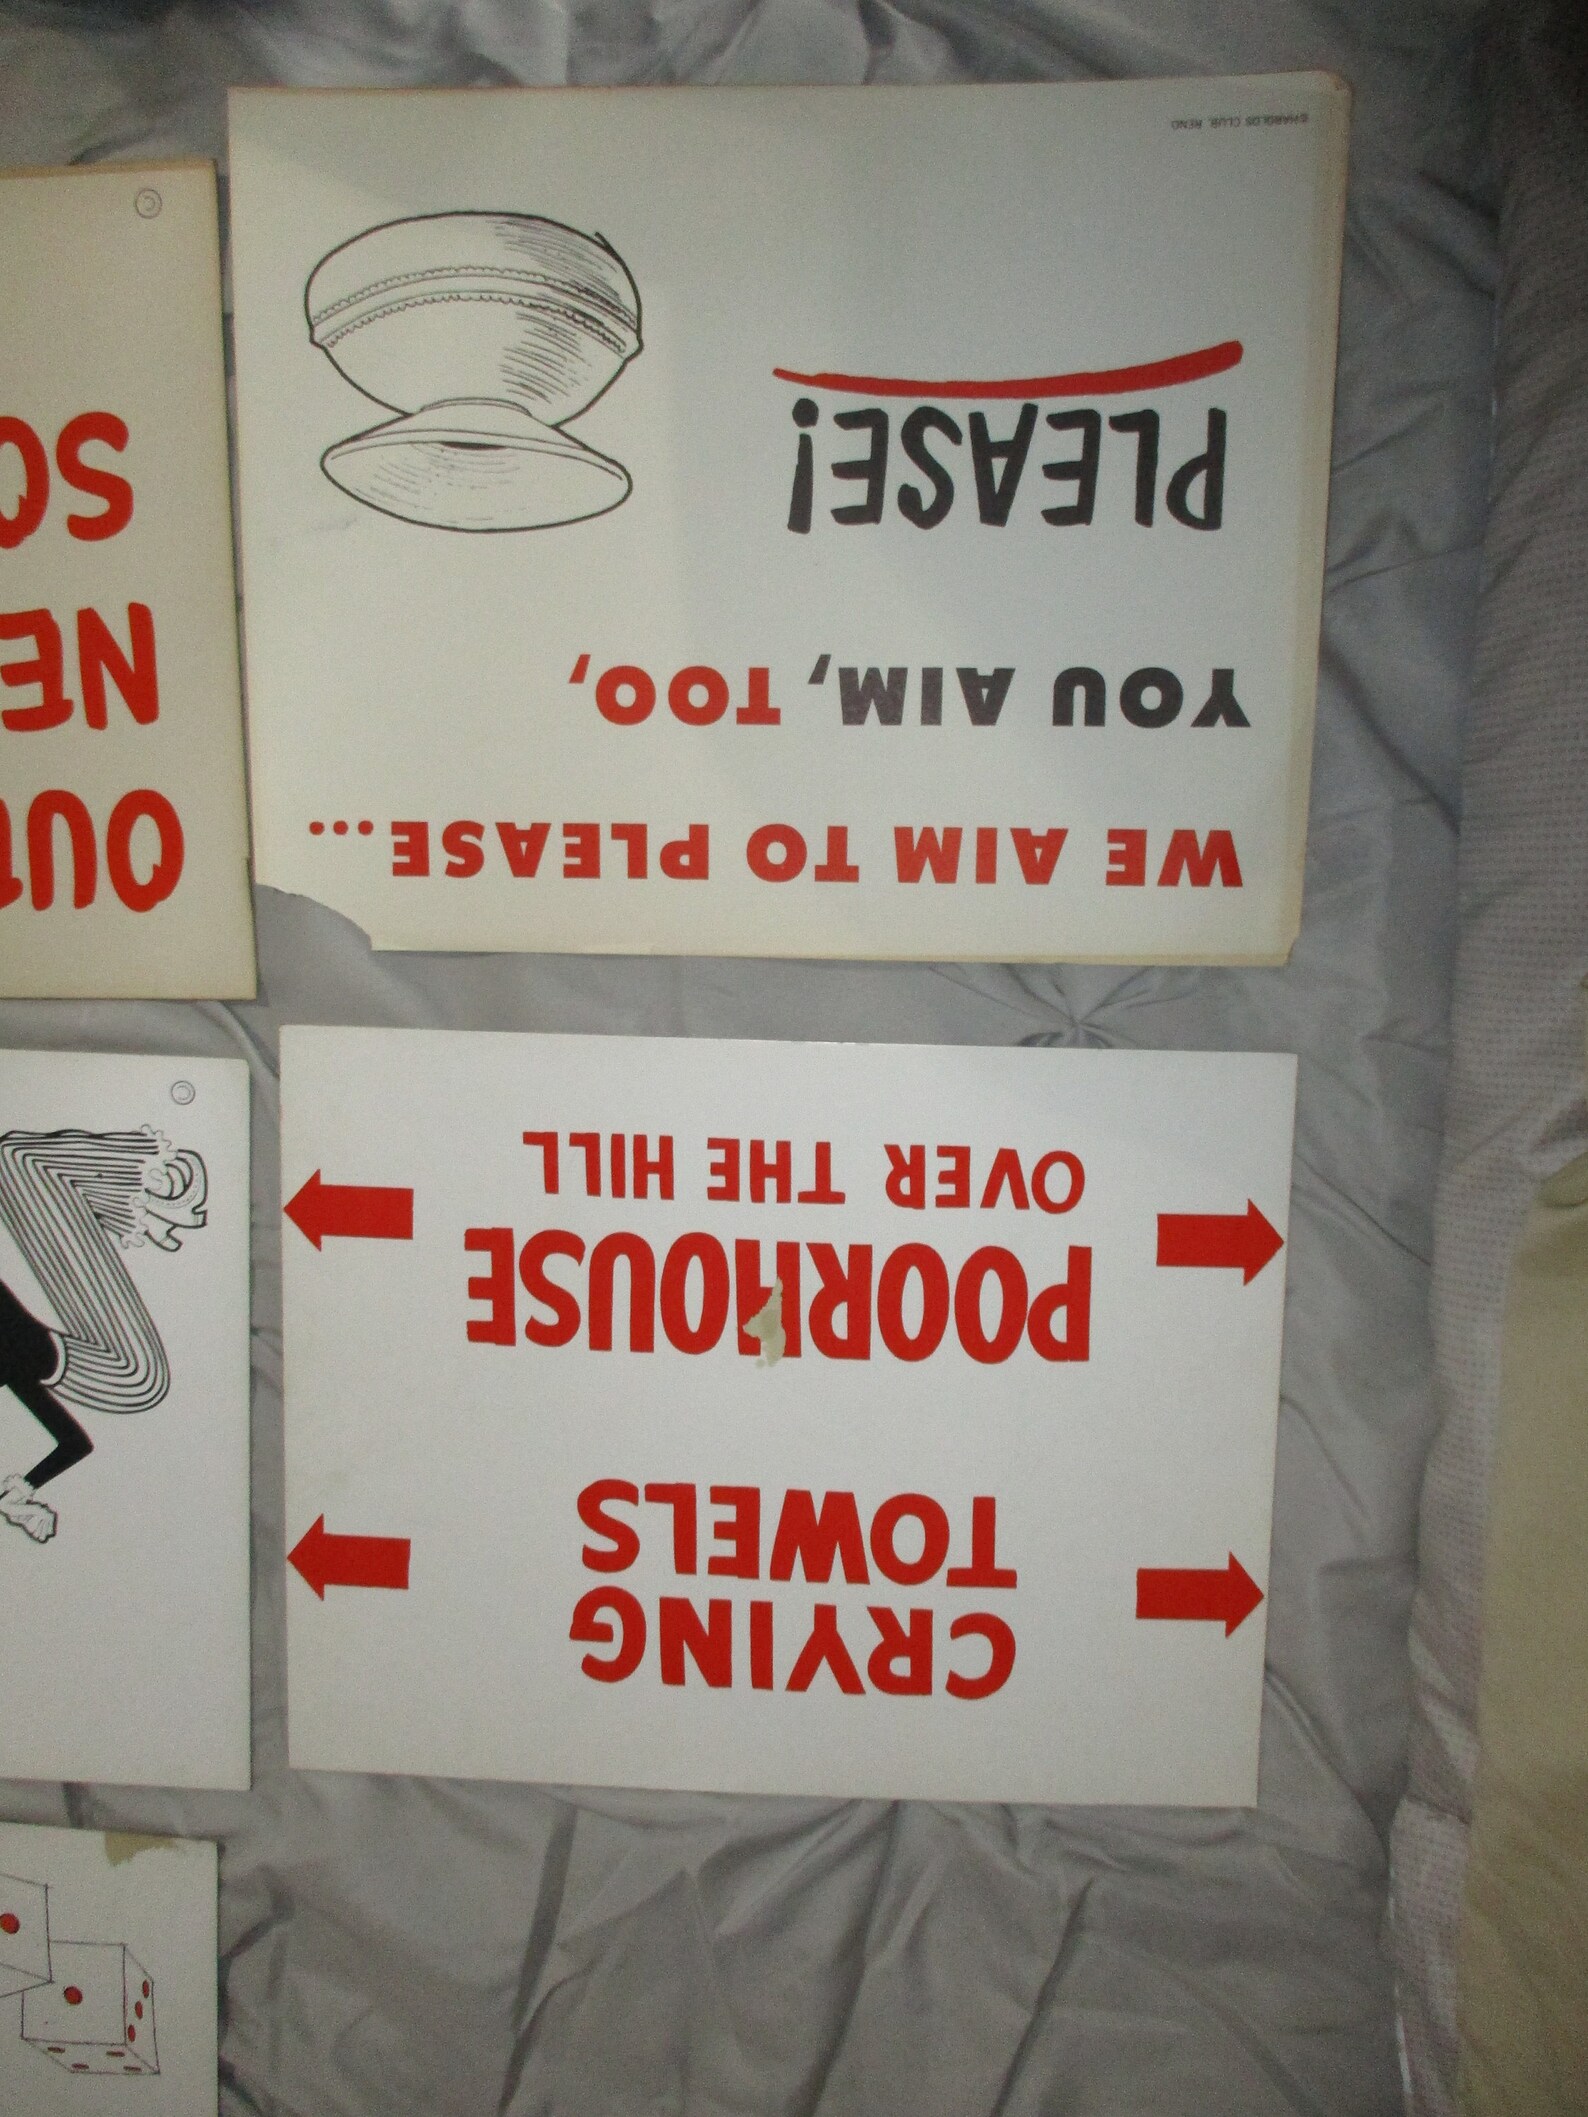 WE AIM TO PLEASE...
YOU AIM, TOO,
PLEASE!
©HAROLDS CLUB, RENO
CRYING
TOWELS
POORHOUSE
OVER THE HILL
©
©